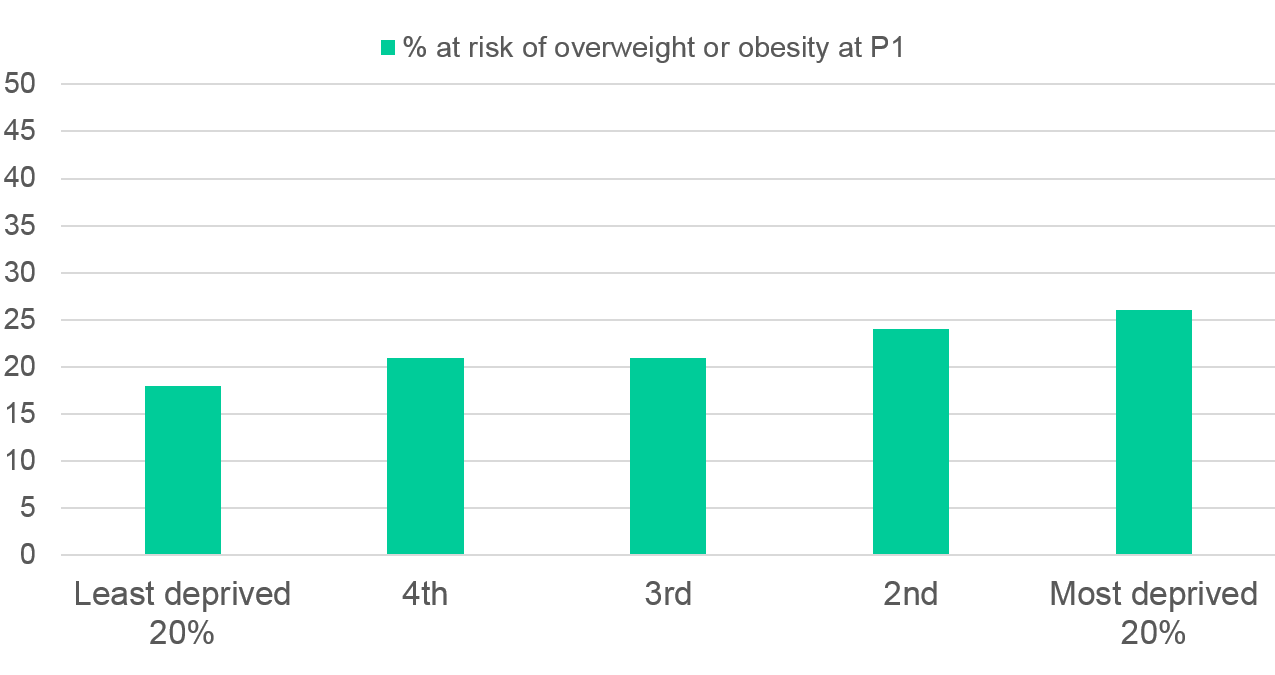 % at risk of overweight or obesity at P1
50
45
40
35
30
25
20
15
10
5
0
Least deprived 20%
4th
3rd
2nd
Most deprived 20%